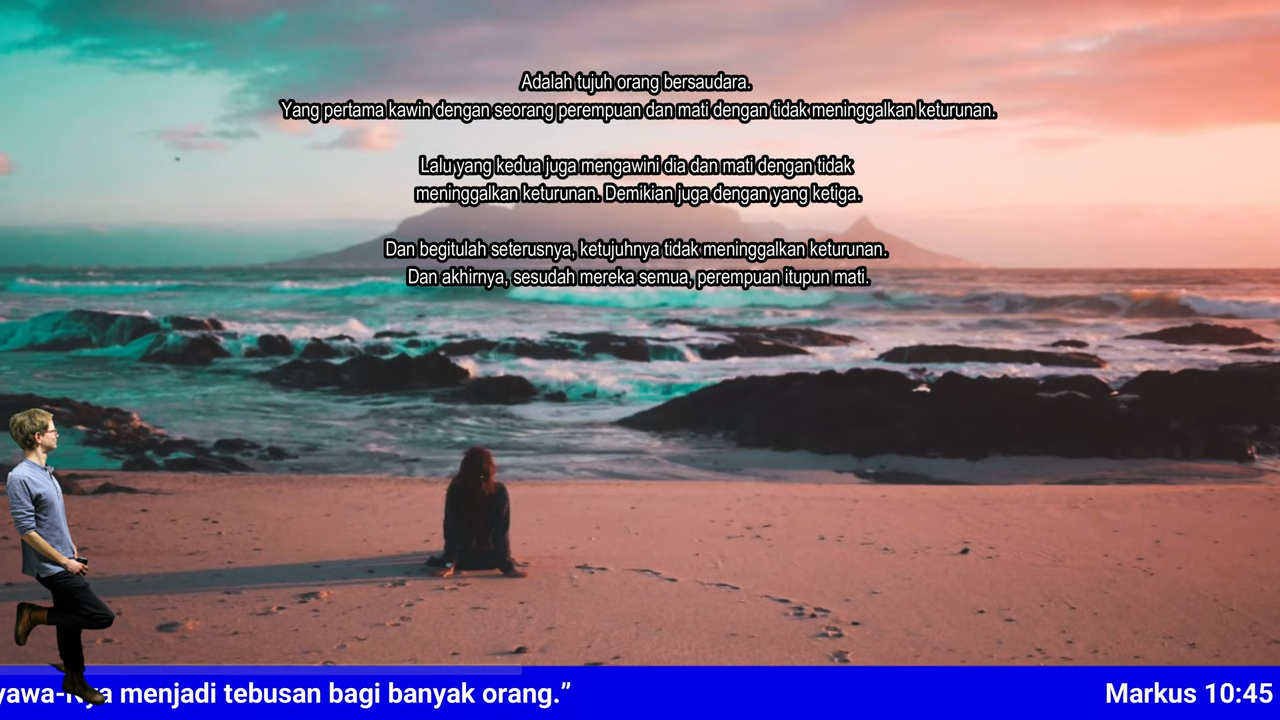 Adalah tujuh orang bersaudara.
Yang pertama kawin dengan seorang perempuan dan mati dengan tidak meninggalkan keturunan.
Lalu yang kedua juga mengawini dia dan mati dengan tidak
meninggalkan keturunan. Demikian juga dengan yang ketiga.
Dan begitulah seterusnya, ketujuhnya tidak meninggalkan keturunan.
Dan akhirnya, sesudah mereka semua, perempuan itupun mati.
menjadi tebusan bagi banyak orang.”
Markus 10:45